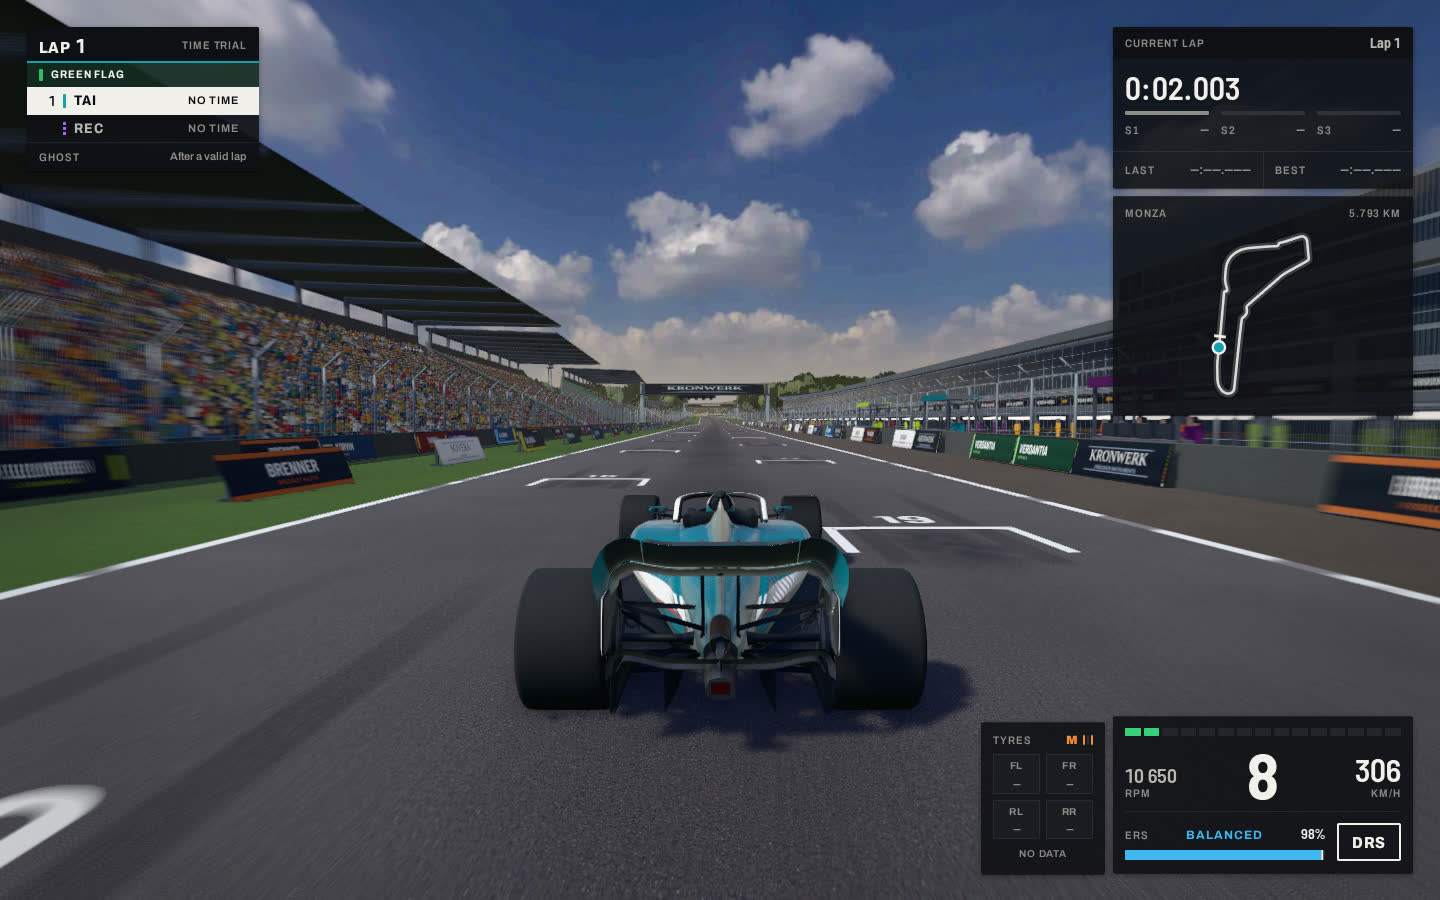 LAP 1 TIME TRIAL
GREEN FLAG
1 TAI NO TIME
REC NO TIME
GHOST After a valid lap
CURRENT LAP Lap 1
0:02.003
S1 – S2 – S3 –
LAST –:––.––– BEST –:––.–––
MONZA 5.793 KM
KRONWERK
BRENNER
VERBANTIA
VERBANTIA
KRONWERK
19
TYRES M
FL FR
– –
RL RR
– –
NO DATA
10 650 8 306
RPM KM/H
ERS BALANCED 98% DRS